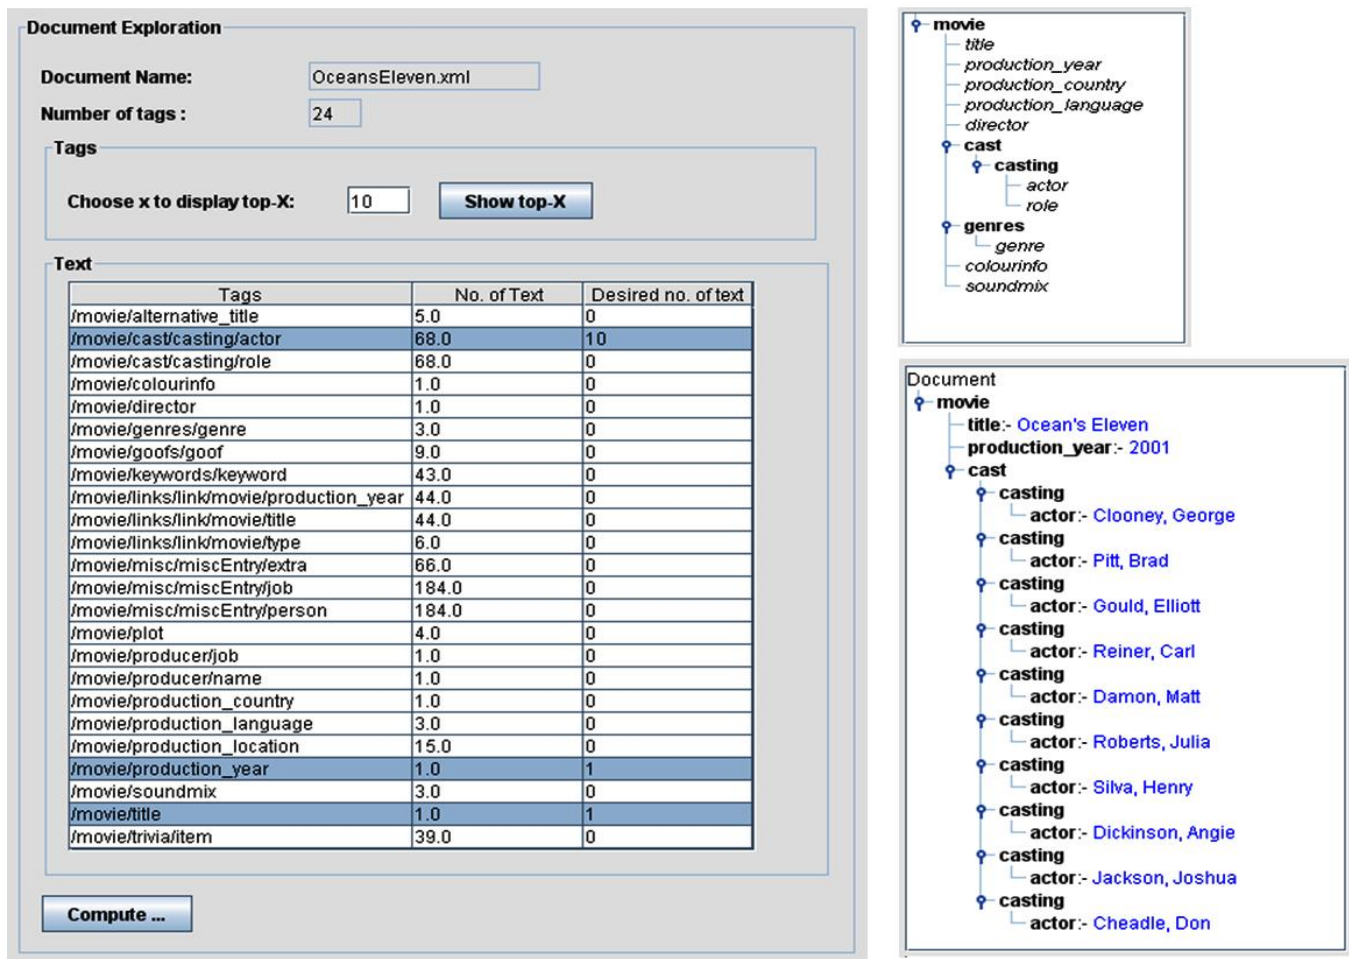 Document Exploration
Document Name: OceansEleven.xml
Number of tags : 24
Tags
Choose x to display top-X: 10 Show top-X
Text
Tags No. of Text Desired no. of text
/movie/alternative_title 5.0 0
/movie/cast/casting/actor 68.0 10
/movie/cast/casting/role 68.0 0
/movie/colourinfo 1.0 0
/movie/director 1.0 0
/movie/genres/genre 3.0 0
/movie/goofs/goof 9.0 0
/movie/keywords/keyword 43.0 0
/movie/links/link/movie/production_year 44.0 0
/movie/links/link/movie/title 44.0 0
/movie/links/link/movie/type 6.0 0
/movie/misc/miscEntry/extra 66.0 0
/movie/misc/miscEntry/job 184.0 0
/movie/misc/miscEntry/person 184.0 0
/movie/plot 4.0 0
/movie/producer/job 1.0 0
/movie/producer/name 1.0 0
/movie/production_country 1.0 0
/movie/production_language 3.0 0
/movie/production_location 15.0 0
/movie/production_year 1.0 1
/movie/soundmix 3.0 0
/movie/title 1.0 1
/movie/trivia/item 39.0 0
Compute ...
movie
title
production_year
production_country
production_language
director
cast
casting
actor
role
genres
genre
colourinfo
soundmix
Document
movie
title:- Ocean's Eleven
production_year:- 2001
cast
casting
actor:- Clooney, George
casting
actor:- Pitt, Brad
casting
actor:- Gould, Elliott
casting
actor:- Reiner, Carl
casting
actor:- Damon, Matt
casting
actor:- Roberts, Julia
casting
actor:- Silva, Henry
casting
actor:- Dickinson, Angie
casting
actor:- Jackson, Joshua
casting
actor:- Cheadle, Don